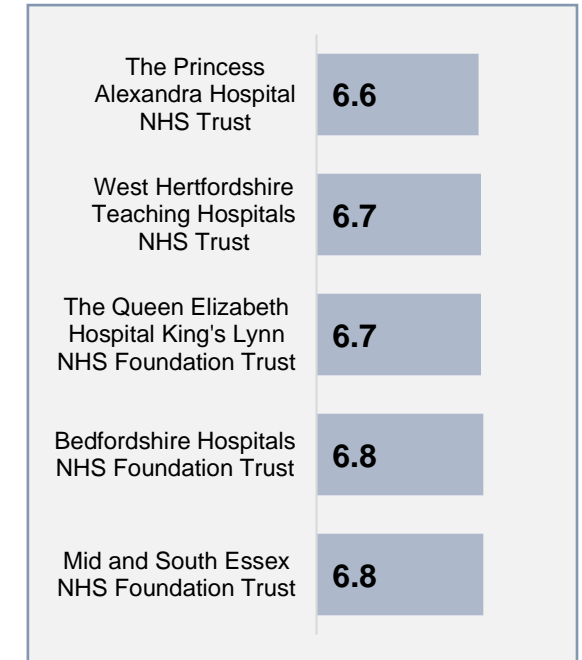 The Princess
Alexandra Hospital
NHS Trust
6.6
West Hertfordshire
Teaching Hospitals
NHS Trust
6.7
The Queen Elizabeth
Hospital King's Lynn
NHS Foundation Trust
6.7
Bedfordshire Hospitals
NHS Foundation Trust
6.8
Mid and South Essex
NHS Foundation Trust
6.8